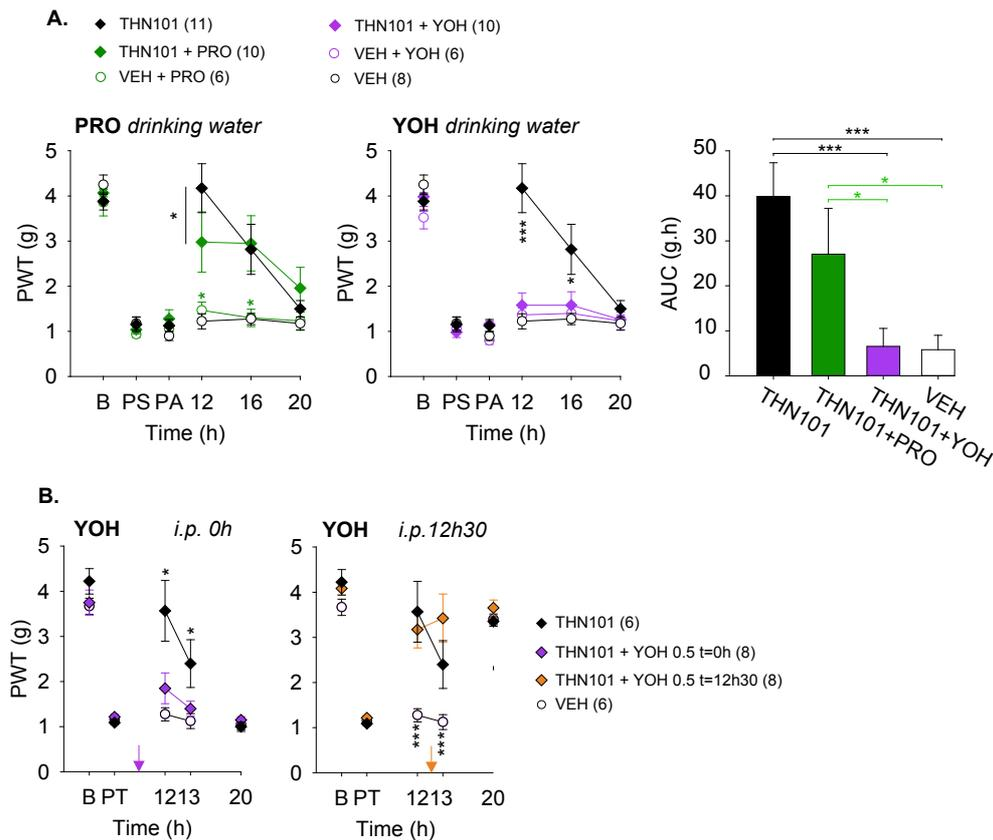 A.
THN101 (11)
THN101 + PRO (10)
VEH + PRO (6)
THN101 + YOH (10)
VEH + YOH (6)
VEH (8)
PRO drinking water
PWT (g)
5
4
3
2
1
0
*
*
*
B PS PA 12 16 20
Time (h)
YOH drinking water
PWT (g)
5
4
3
2
1
0
***
*
B PS PA 12 16 20
Time (h)
AUC (g.h)
50
40
30
20
10
0
***
***
*
*
THN101
THN101+PRO
THN101+YOH
VEH
B.
YOH i.p. 0h
PWT (g)
5
4
3
2
1
0
*
*
B PT 1213 20
Time (h)
YOH i.p.12h30
5
4
3
2
1
0
***
***
B PT 1213 20
Time (h)
THN101 (6)
THN101 + YOH 0.5 t=0h (8)
THN101 + YOH 0.5 t=12h30 (8)
VEH (6)